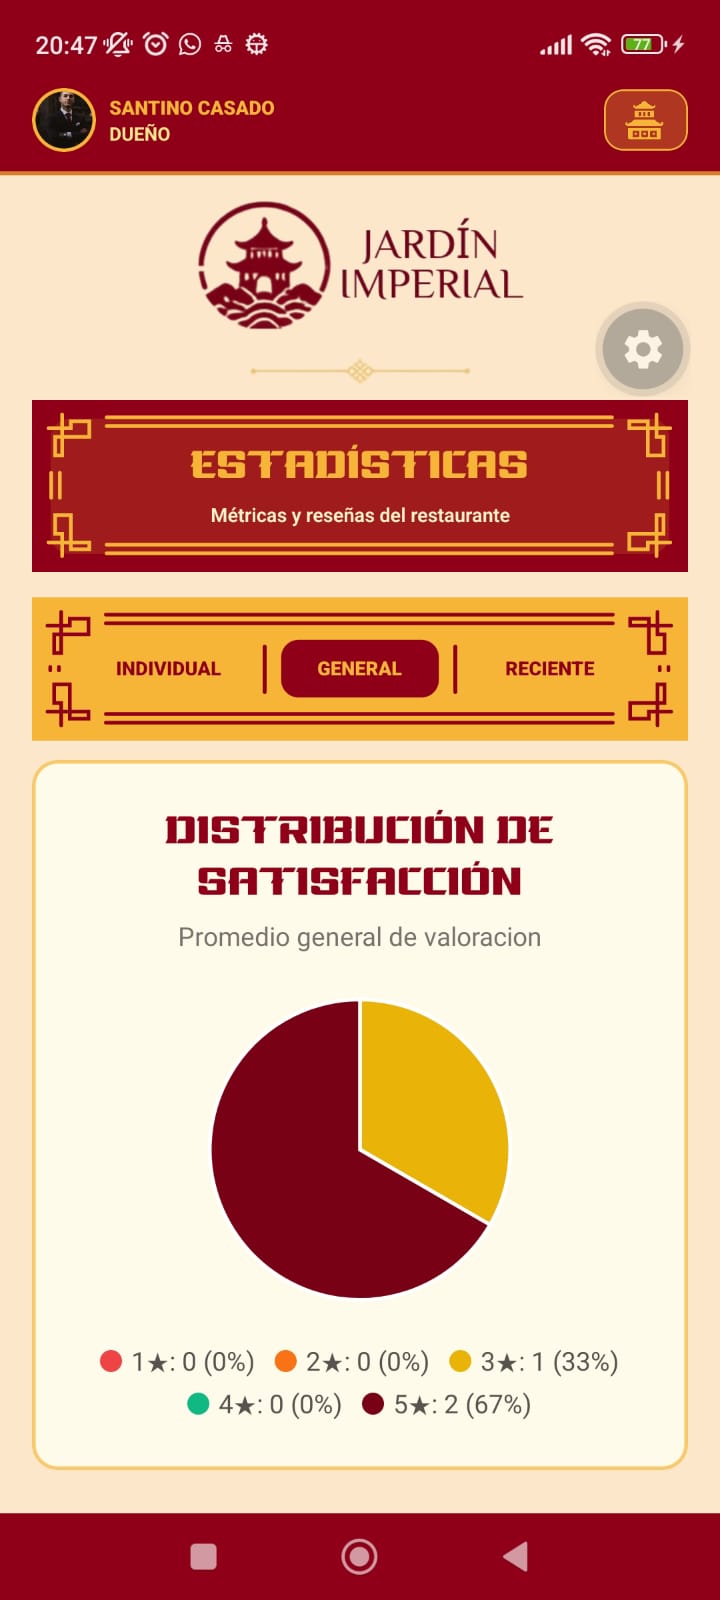 20:47
77
SANTINO CASADO
DUEÑO
JARDÍN
IMPERIAL
ESTADÍSTICAS
Métricas y reseñas del restaurante
INDIVIDUAL
GENERAL
RECIENTE
DISTRIBUCIÓN DE
SATISFACCIÓN
Promedio general de valoracion
1★: 0 (0%) 2★: 0 (0%) 3★: 1 (33%)
4★: 0 (0%) 5★: 2 (67%)